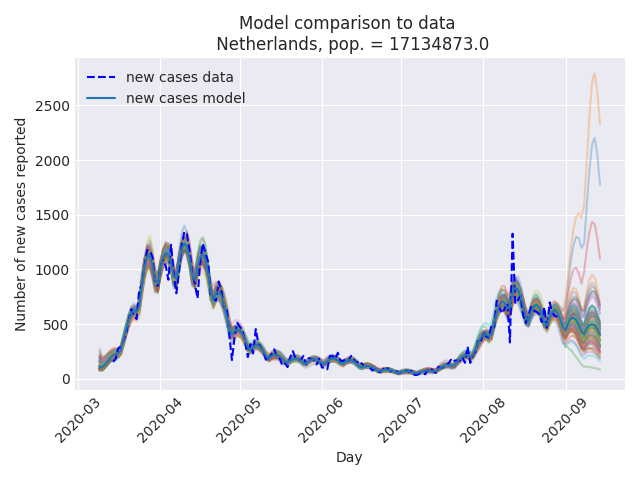 Model comparison to data
Netherlands, pop. = 17134873.0
new cases data
new cases model
Number of new cases reported
2500
2000
1500
1000
500
0
2020-03
2020-04
2020-05
2020-06
2020-07
2020-08
2020-09
Day